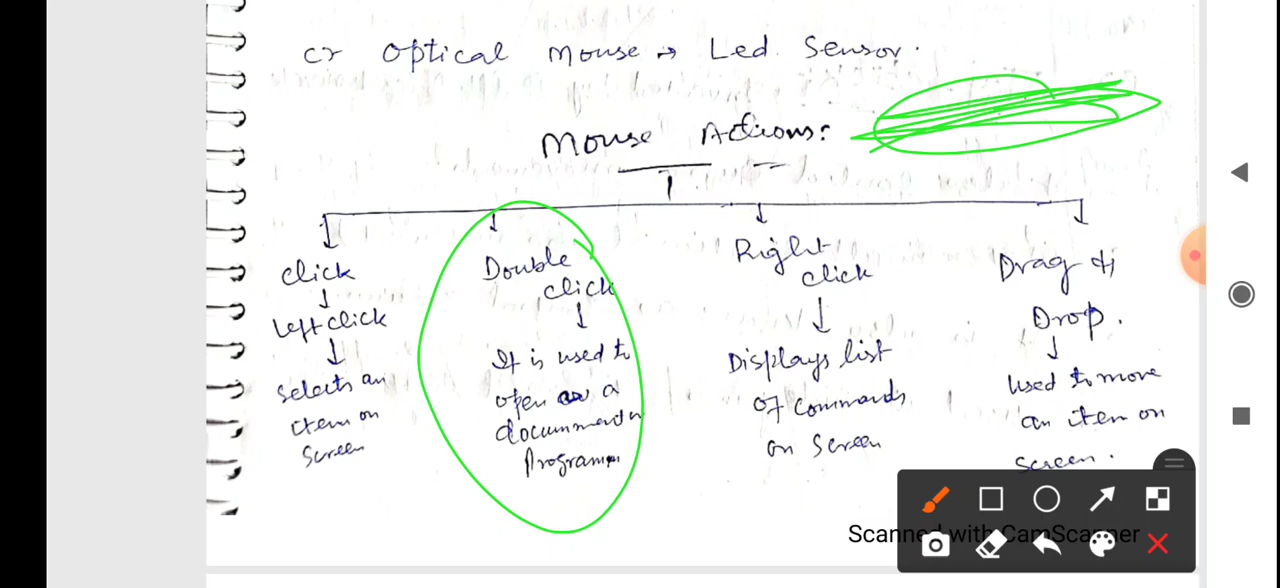 Cr Optical Mouse → Led Sensor.
Mouse Actions:
Click
Left click
Selects an
item on
Screen
Double
click
It is used to
open a
document or
Program
Right
click
Displays list
Of Commands
on Screen
Drag &
Drop.
Used to move
an item on
screen.
Scanned with CamScanner